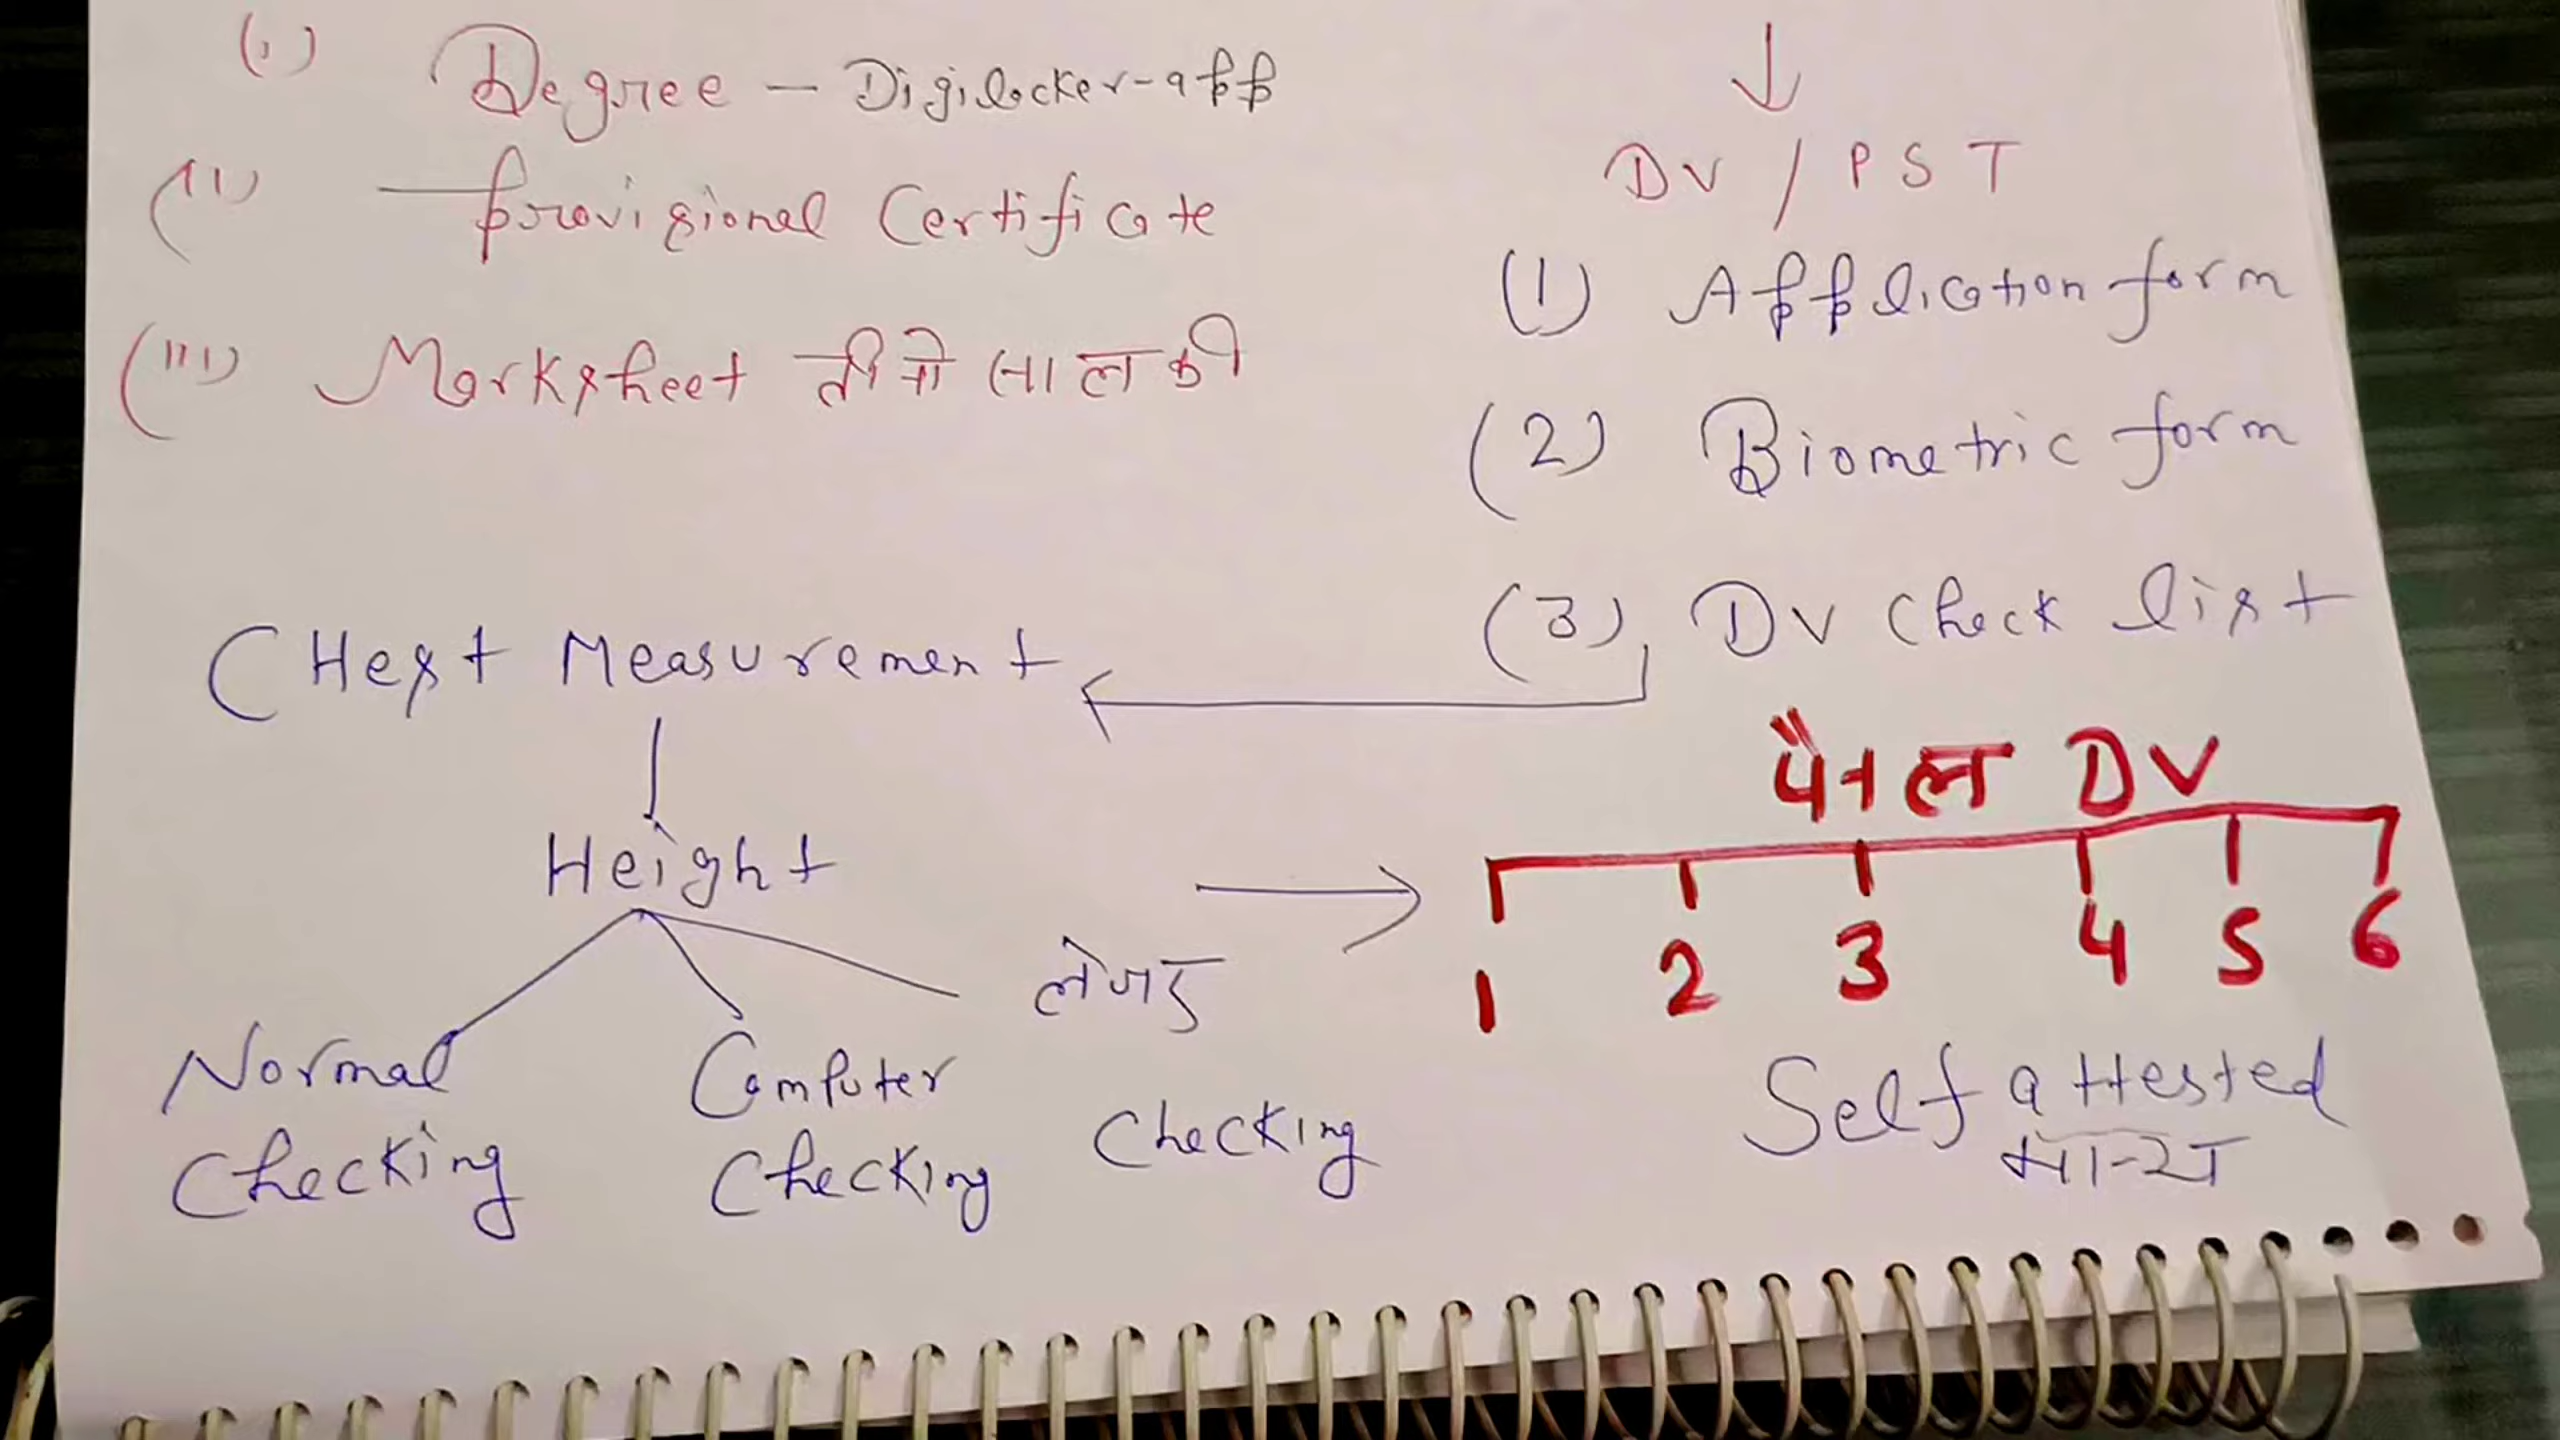 (i) Degree - Digilocker-app
(ii) Provisional Certificate
(iii) Marksheet तीनो साल की
DV / PST
(1) Application form
(2) Biometric form
(3) DV Check list
CHest Measurement
Height
Normal Checking
Computer Checking
लेजर Checking
पैनल DV
1 2 3 4 5 6
Self attested
मान्य